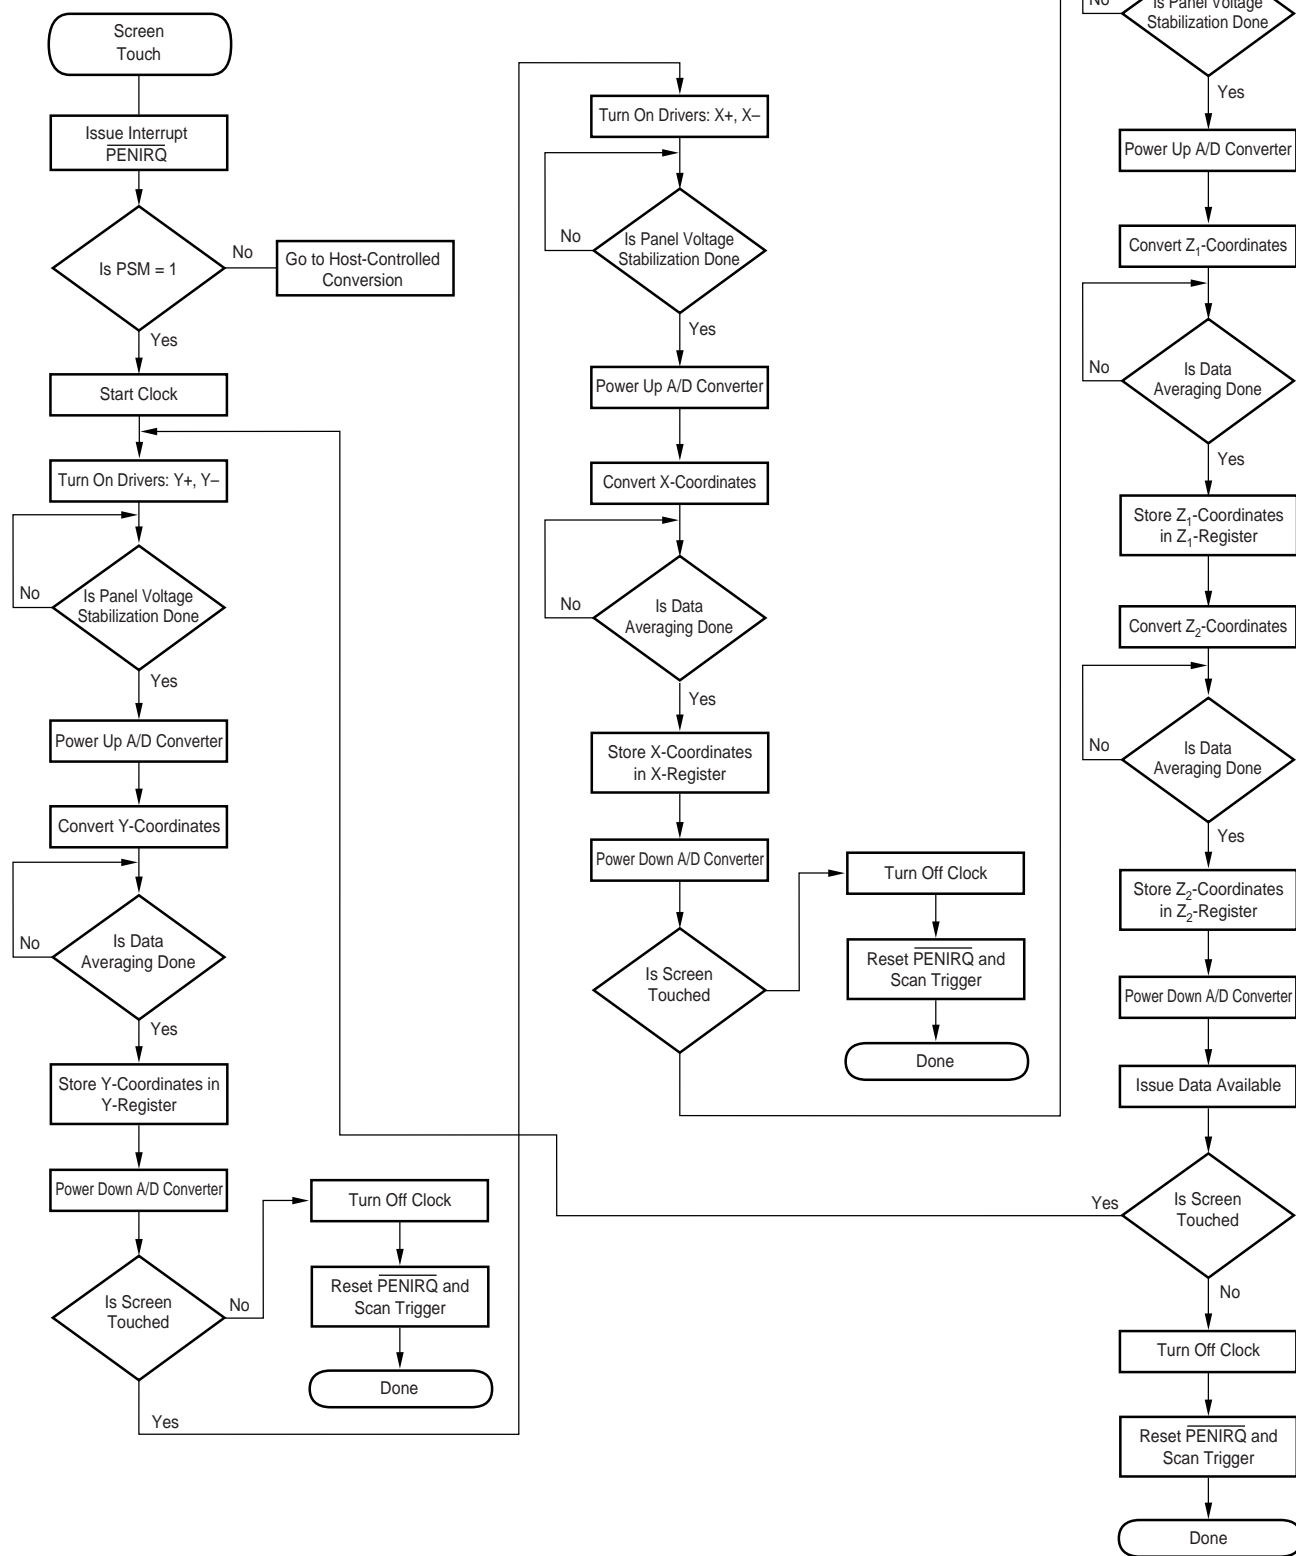 Screen
Touch
Issue Interrupt
PENIRQ
Is PSM = 1
No
Go to Host-Controlled
Conversion
Yes
Start Clock
Turn On Drivers: Y+, Y–
Is Panel Voltage
Stabilization Done
No
Yes
Power Up A/D Converter
Convert Y-Coordinates
Is Data
Averaging Done
No
Yes
Store Y-Coordinates in
Y-Register
Power Down A/D Converter
Is Screen
Touched
No
Turn Off Clock
Reset PENIRQ and
Scan Trigger
Done
Yes
Turn On Drivers: X+, X–
Is Panel Voltage
Stabilization Done
No
Yes
Power Up A/D Converter
Convert X-Coordinates
Is Data
Averaging Done
No
Yes
Store X-Coordinates
in X-Register
Power Down A/D Converter
Is Screen
Touched
Turn Off Clock
Reset PENIRQ and
Scan Trigger
Done
No
Is Panel Voltage
Stabilization Done
Yes
Power Up A/D Converter
Convert Z1-Coordinates
Is Data
Averaging Done
No
Yes
Store Z1-Coordinates
in Z1-Register
Convert Z2-Coordinates
Is Data
Averaging Done
No
Yes
Store Z2-Coordinates
in Z2-Register
Power Down A/D Converter
Issue Data Available
Is Screen
Touched
Yes
No
Turn Off Clock
Reset PENIRQ and
Scan Trigger
Done